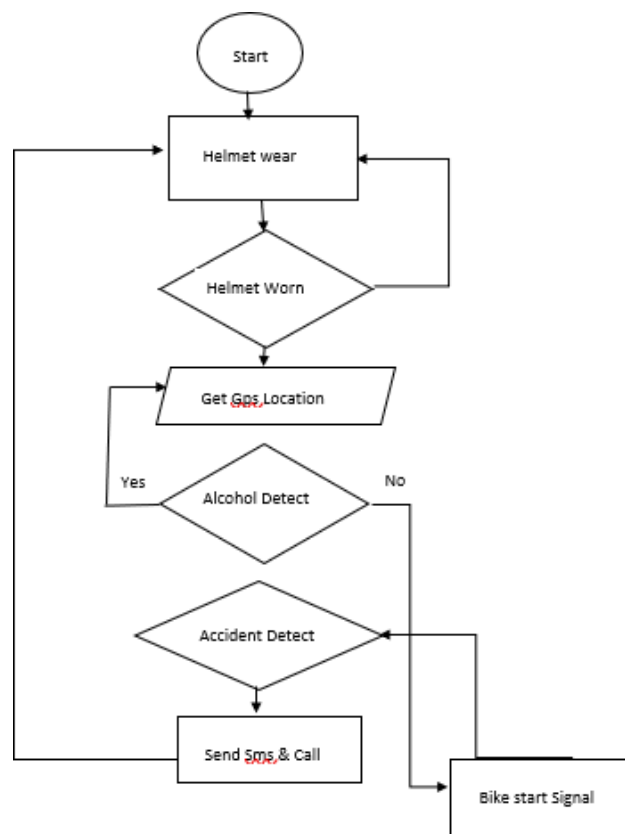 Start
Helmet wear
Helmet Worn
Get Gps Location
Yes
No
Alcohol Detect
Accident Detect
Send Sms & Call
Bike start Signal